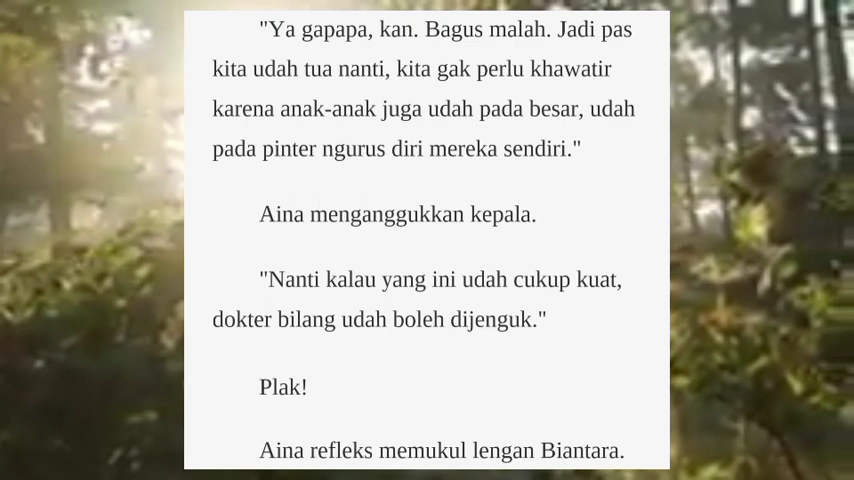 "Ya gapapa, kan. Bagus malah. Jadi pas
kita udah tua nanti, kita gak perlu khawatir
karena anak-anak juga udah pada besar, udah
pada pinter ngurus diri mereka sendiri."
Aina menganggukkan kepala.
"Nanti kalau yang ini udah cukup kuat,
dokter bilang udah boleh dijenguk."
Plak!
Aina refleks memukul lengan Biantara.